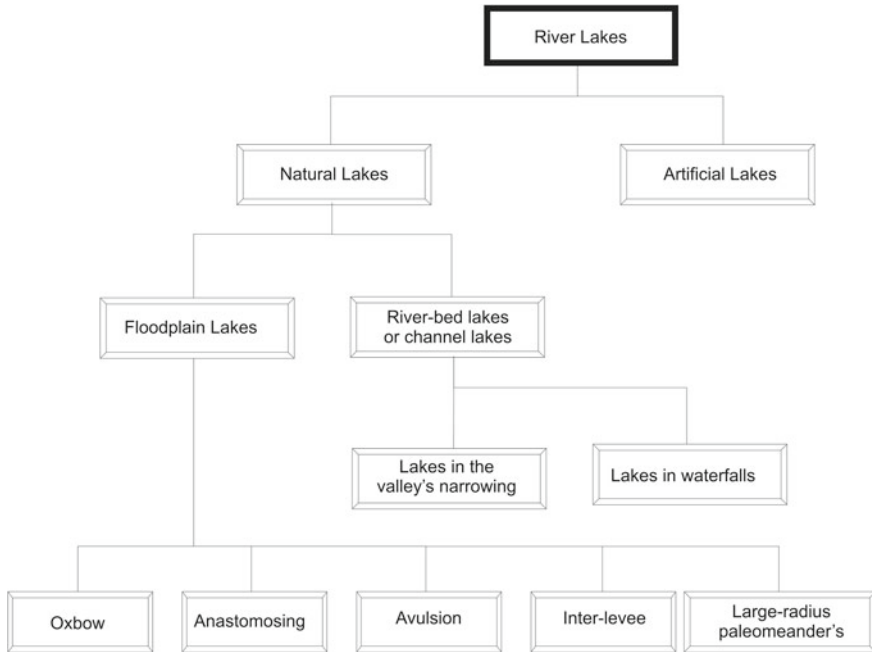 River Lakes
Natural Lakes
Artificial Lakes
Floodplain Lakes
River-bed lakes
or channel lakes
Lakes in the
valley's narrowing
Lakes in waterfalls
Oxbow
Anastomosing
Avulsion
Inter-levee
Large-radius
paleomeander's